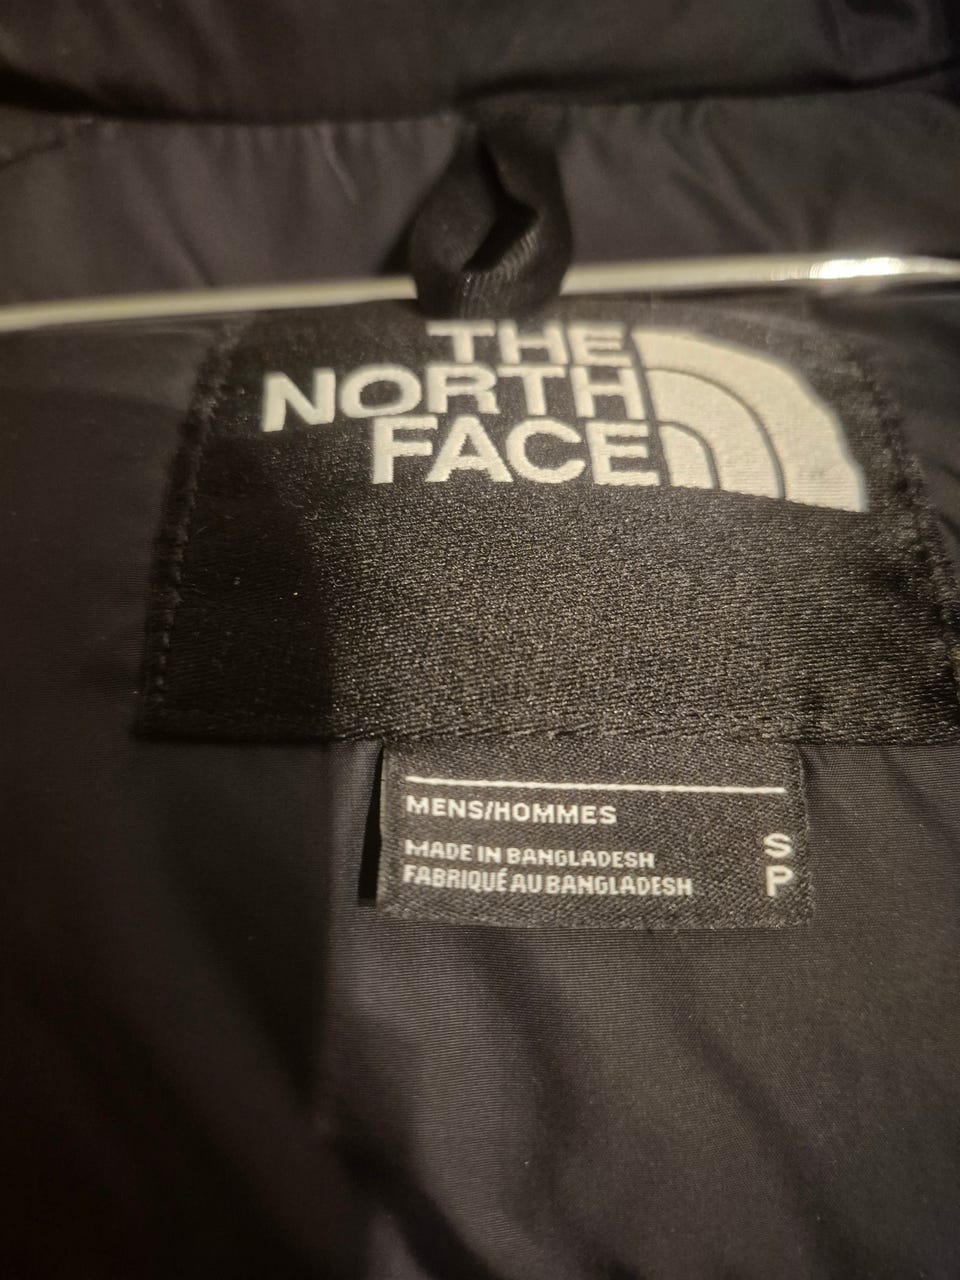 THE
NORTH
FACE
MENS/HOMMES
MADE IN BANGLADESH
FABRIQUÉ AU BANGLADESH
S
P